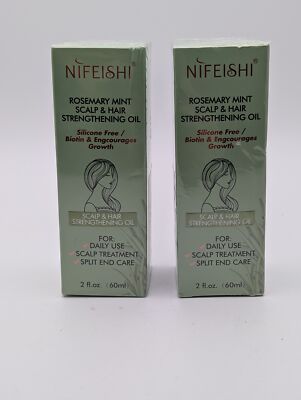 NIFEISHI®
ROSEMARY MINT
SCALP & HAIR
STRENGTHENING OIL
Silicone Free /
Biotin & Engcourages
Growth
SCALP & HAIR
STRENGTHENING OIL
FOR:
DAILY USE
SCALP TREATMENT
SPLIT END CARE
2 fl.oz. (60ml)
NIFEISHI®
ROSEMARY MINT
SCALP & HAIR
STRENGTHENING OIL
Silicone Free /
Biotin & Engcourages
Growth
SCALP & HAIR
STRENGTHENING OIL
FOR:
DAILY USE
SCALP TREATMENT
SPLIT END CARE
2 fl.oz. (60ml)